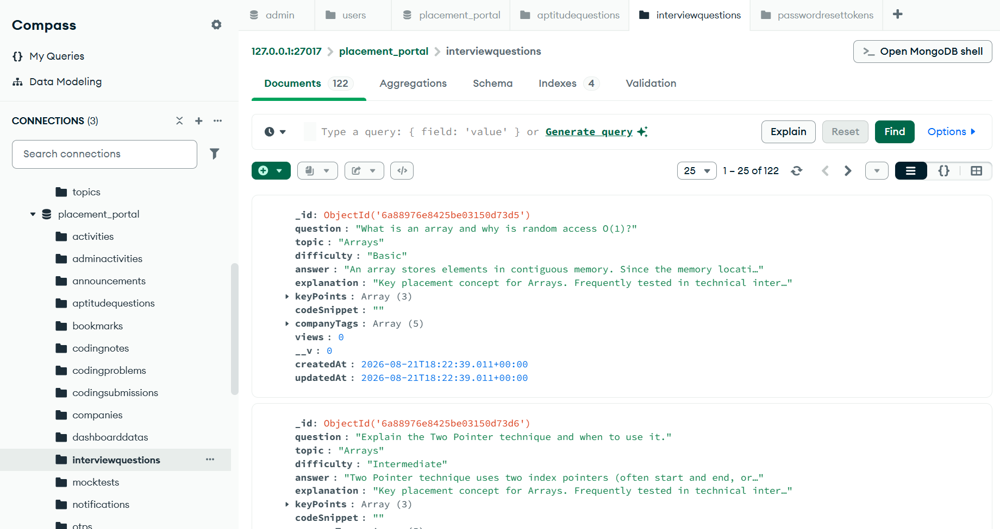 Compass
My Queries
Data Modeling
CONNECTIONS (3)
Search connections
topics
placement_portal
activities
adminactivities
announcements
aptitudequestions
bookmarks
codingnotes
codingproblems
codingsubmissions
companies
dashboarddatas
interviewquestions
mocktests
notifications
otps
admin
users
placement_portal
aptitudequestions
interviewquestions
passwordresettokens
127.0.0.1:27017 > placement_portal > interviewquestions
>_ Open MongoDB shell
Documents 122
Aggregations
Schema
Indexes 4
Validation
Type a query: { field: 'value' } or Generate query
Explain
Reset
Find
Options
25
1 – 25 of 122
_id: ObjectId('6a88976e8425be03150d73d5')
question : "What is an array and why is random access O(1)?"
topic : "Arrays"
difficulty : "Basic"
answer : "An array stores elements in contiguous memory. Since the memory locati…"
explanation : "Key placement concept for Arrays. Frequently tested in technical inter…"
keyPoints : Array (3)
codeSnippet : ""
companyTags : Array (5)
views : 0
__v : 0
createdAt : 2026-08-21T18:22:39.011+00:00
updatedAt : 2026-08-21T18:22:39.011+00:00
_id: ObjectId('6a88976e8425be03150d73d6')
question : "Explain the Two Pointer technique and when to use it."
topic : "Arrays"
difficulty : "Intermediate"
answer : "Two Pointer technique uses two index pointers (often start and end, or…"
explanation : "Key placement concept for Arrays. Frequently tested in technical inter…"
keyPoints : Array (3)
codeSnippet : ""